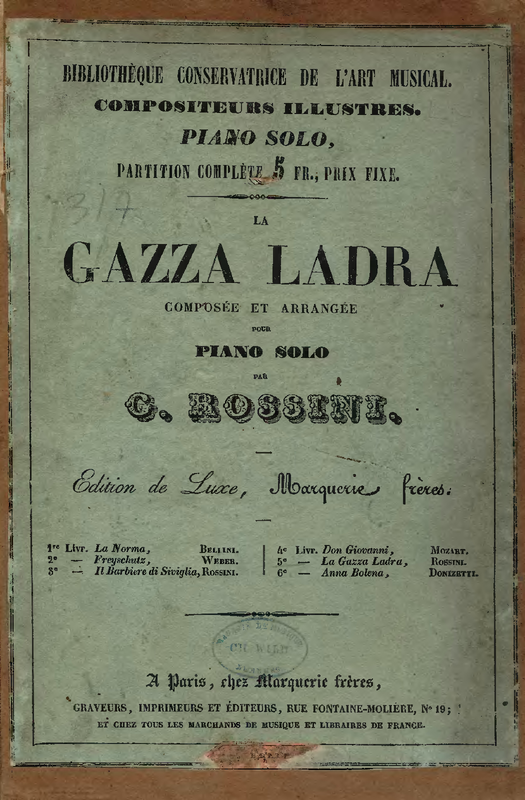 BIBLIOTHÈQUE CONSERVATRICE DE L'ART MUSICAL.
COMPOSITEURS ILLUSTRES.
PIANO SOLO,
PARTITION COMPLÈTE 5 FR., PRIX FIXE.
317
LA
GAZZA LADRA
COMPOSÉE ET ARRANGÉE
POUR
PIANO SOLO
PAR
G. ROSSINI.
Edition de Luxe, Marquerie frères.
1re Livr. La Norma, BELLINI.
2e — Freyschutz, WEBER.
3e — Il Barbiere di Siviglia, ROSSINI.
4e Livr. Don Giovanni, MOZART.
5e — La Gazza Ladra, ROSSINI.
6e — Anna Bolena, DONIZETTI.
A Paris, chez Marquerie frères,
GRAVEURS, IMPRIMEURS ET ÉDITEURS, RUE FONTAINE-MOLIÈRE, No 19;
ET CHEZ TOUS LES MARCHANDS DE MUSIQUE ET LIBRAIRES DE FRANCE.